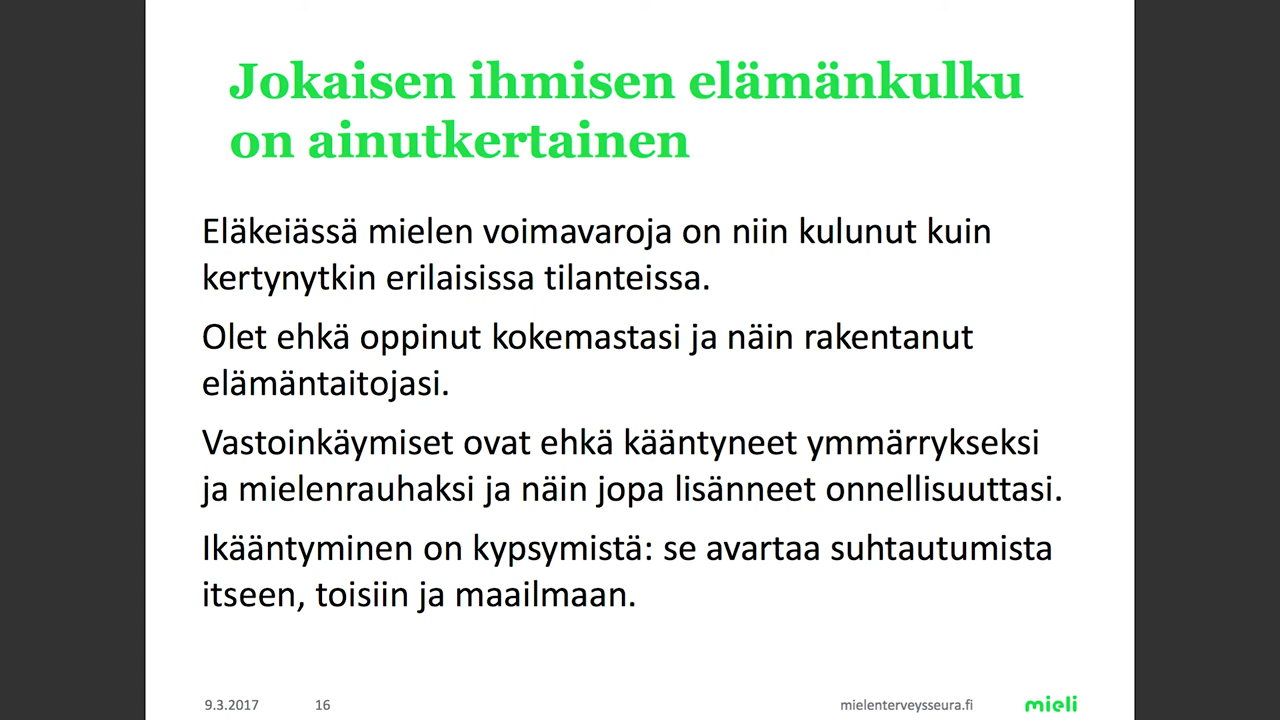 Jokaisen ihmisen elämänkulku
on ainutkertainen
Eläkeiässä mielen voimavaroja on niin kulunut kuin
kertynytkin erilaisissa tilanteissa.
Olet ehkä oppinut kokemastasi ja näin rakentanut
elämäntaitojasi.
Vastoinkäymiset ovat ehkä kääntyneet ymmärrykseksi
ja mielenrauhaksi ja näin jopa lisänneet onnellisuuttasi.
Ikääntyminen on kypsymistä: se avartaa suhtautumista
itseen, toisiin ja maailmaan.
9.3.2017 16 mielenterveysseura.fi mieli